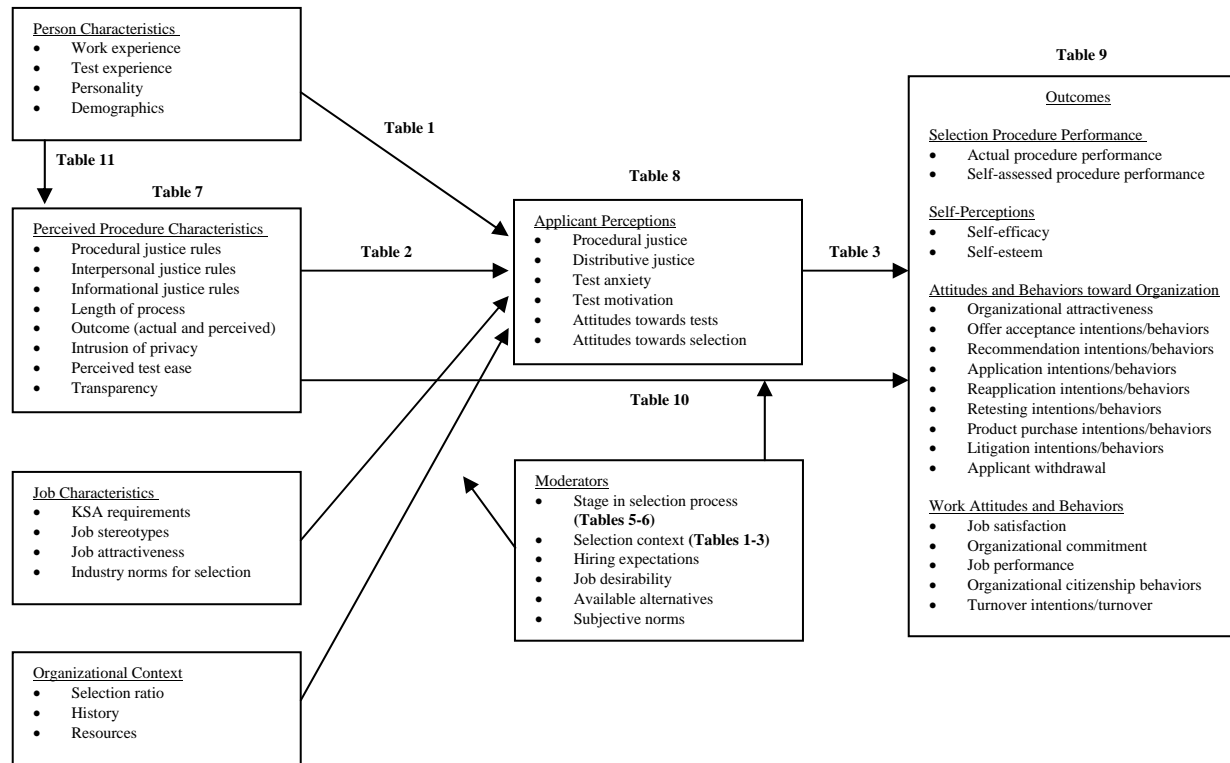 Person Characteristics
• Work experience
• Test experience
• Personality
• Demographics
Table 11
Table 1
Table 7
Perceived Procedure Characteristics
• Procedural justice rules
• Interpersonal justice rules
• Informational justice rules
• Length of process
• Outcome (actual and perceived)
• Intrusion of privacy
• Perceived test ease
• Transparency
Table 2
Job Characteristics
• KSA requirements
• Job stereotypes
• Job attractiveness
• Industry norms for selection
Organizational Context
• Selection ratio
• History
• Resources
Table 8
Applicant Perceptions
• Procedural justice
• Distributive justice
• Test anxiety
• Test motivation
• Attitudes towards tests
• Attitudes towards selection
Table 3
Table 10
Moderators
• Stage in selection process
(Tables 5-6)
• Selection context (Tables 1-3)
• Hiring expectations
• Job desirability
• Available alternatives
• Subjective norms
Table 9
Outcomes
Selection Procedure Performance
• Actual procedure performance
• Self-assessed procedure performance
Self-Perceptions
• Self-efficacy
• Self-esteem
Attitudes and Behaviors toward Organization
• Organizational attractiveness
• Offer acceptance intentions/behaviors
• Recommendation intentions/behaviors
• Application intentions/behaviors
• Reapplication intentions/behaviors
• Retesting intentions/behaviors
• Product purchase intentions/behaviors
• Litigation intentions/behaviors
• Applicant withdrawal
Work Attitudes and Behaviors
• Job satisfaction
• Organizational commitment
• Job performance
• Organizational citizenship behaviors
• Turnover intentions/turnover